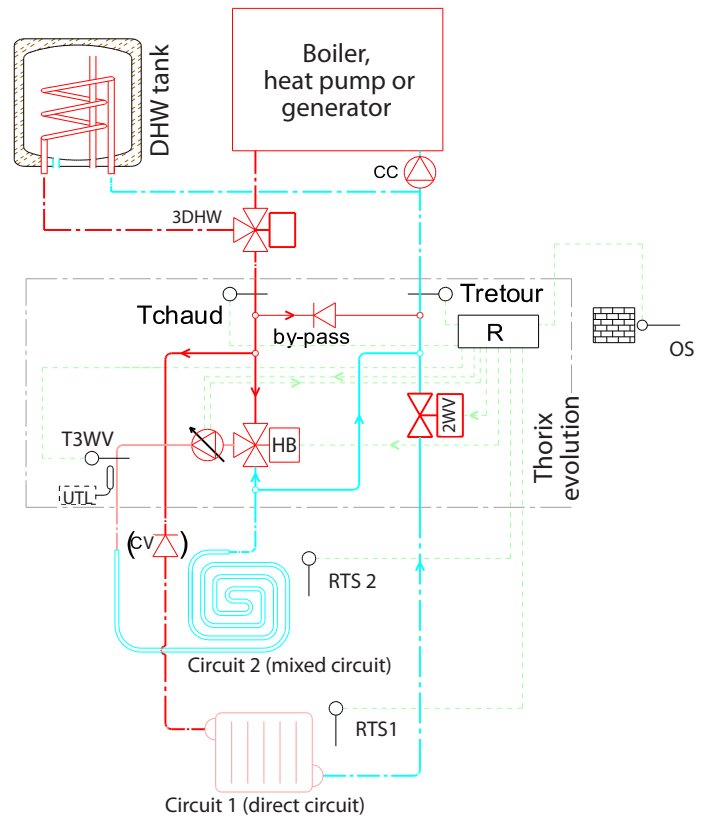 Boiler,
heat pump or
generator
DHW tank
CC
3DHW
Tchaud
Tretour
by-pass
R
OS
T3WV
HB
2WV
UTL
Thorix
evolution
(CV)
RTS 2
Circuit 2 (mixed circuit)
RTS1
Circuit 1 (direct circuit)